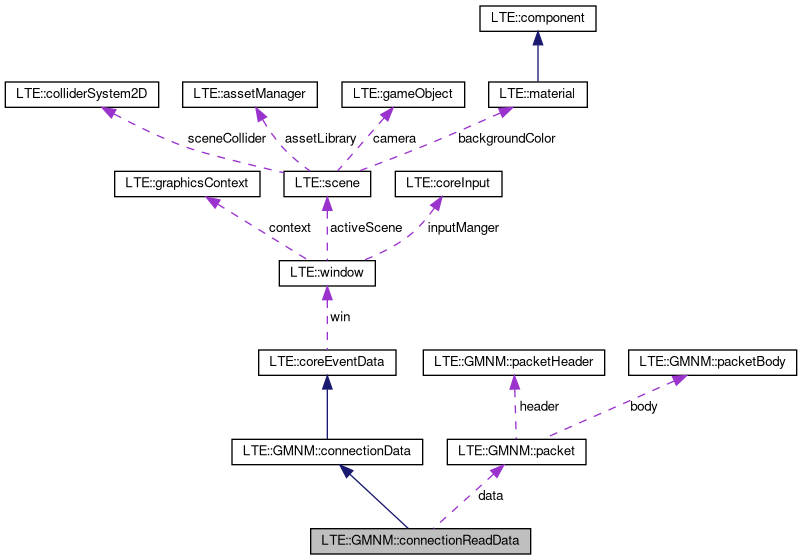 LTE::component
LTE::colliderSystem2D
LTE::assetManager
LTE::gameObject
LTE::material
sceneCollider
assetLibrary
camera
backgroundColor
LTE::graphicsContext
LTE::scene
LTE::coreInput
context
activeScene
inputManger
LTE::window
win
LTE::coreEventData
LTE::GMNM::packetHeader
LTE::GMNM::packetBody
header
body
LTE::GMNM::connectionData
LTE::GMNM::packet
data
LTE::GMNM::connectionReadData